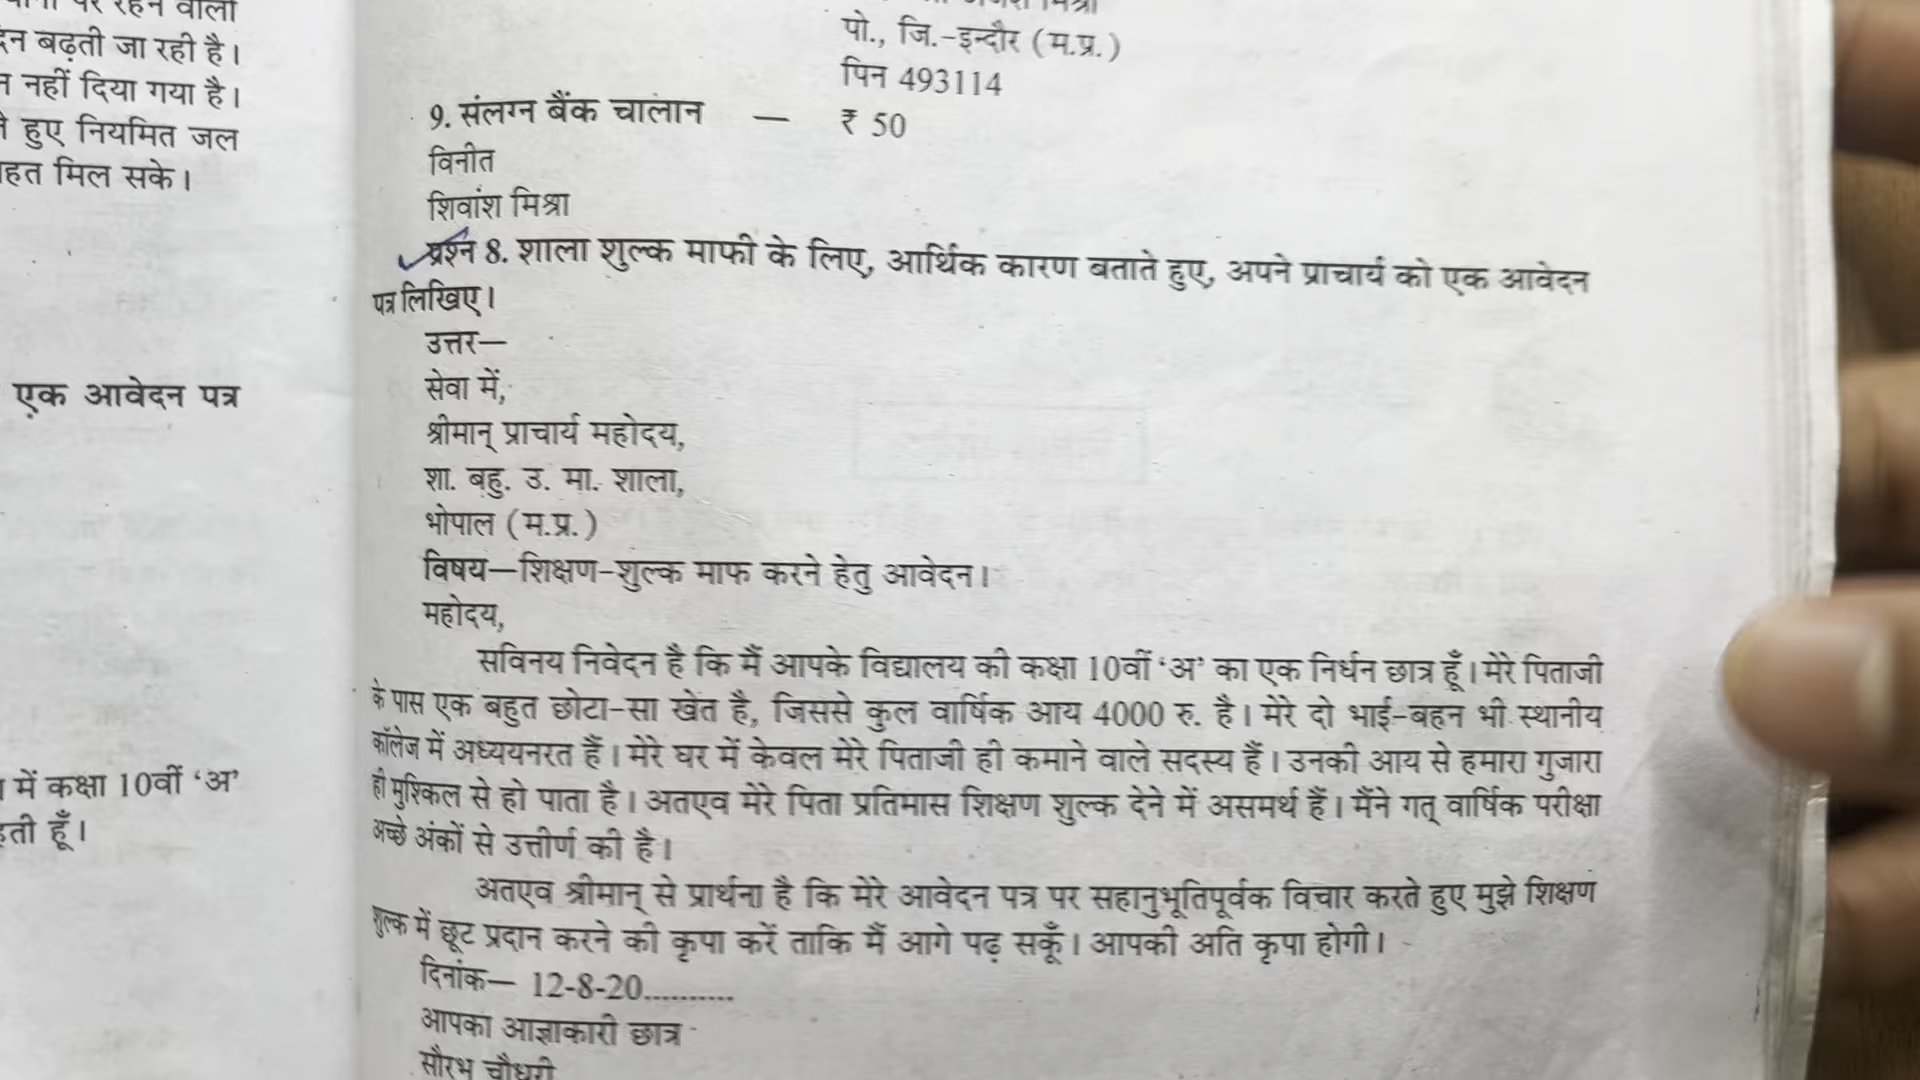 रहने वाला
बढ़ती जा रही है।
नहीं दिया गया है।
हुए नियमित जल
मिल सके।
एक आवेदन पत्र
में कक्षा 10वीं ‘अ’
हूँ।
मिश्रा
पो., जि.-इन्दौर (म.प्र.)
पिन 493114
9. संलग्न बैंक चालान — ₹ 50
विनीत
शिवांश मिश्रा
प्रश्न 8. शाला शुल्क माफी के लिए, आर्थिक कारण बताते हुए, अपने प्राचार्य को एक आवेदन
पत्र लिखिए।
उत्तर—
सेवा में,
श्रीमान् प्राचार्य महोदय,
शा. बहु. उ. मा. शाला,
भोपाल (म.प्र.)
विषय—शिक्षण-शुल्क माफ करने हेतु आवेदन।
महोदय,
सविनय निवेदन है कि मैं आपके विद्यालय की कक्षा 10वीं ‘अ’ का एक निर्धन छात्र हूँ। मेरे पिताजी
के पास एक बहुत छोटा-सा खेत है, जिससे कुल वार्षिक आय 4000 रु. है। मेरे दो भाई-बहन भी स्थानीय
कॉलेज में अध्ययनरत हैं। मेरे घर में केवल मेरे पिताजी ही कमाने वाले सदस्य हैं। उनकी आय से हमारा गुजारा
ही मुश्किल से हो पाता है। अतएव मेरे पिता प्रतिमास शिक्षण शुल्क देने में असमर्थ हैं। मैंने गत् वार्षिक परीक्षा
अच्छे अंकों से उत्तीर्ण की है।
अतएव श्रीमान् से प्रार्थना है कि मेरे आवेदन पत्र पर सहानुभूतिपूर्वक विचार करते हुए मुझे शिक्षण
शुल्क में छूट प्रदान करने की कृपा करें ताकि मैं आगे पढ़ सकूँ। आपकी अति कृपा होगी।
दिनांक— 12-8-20..........
आपका आज्ञाकारी छात्र
सौरभ चौधरी